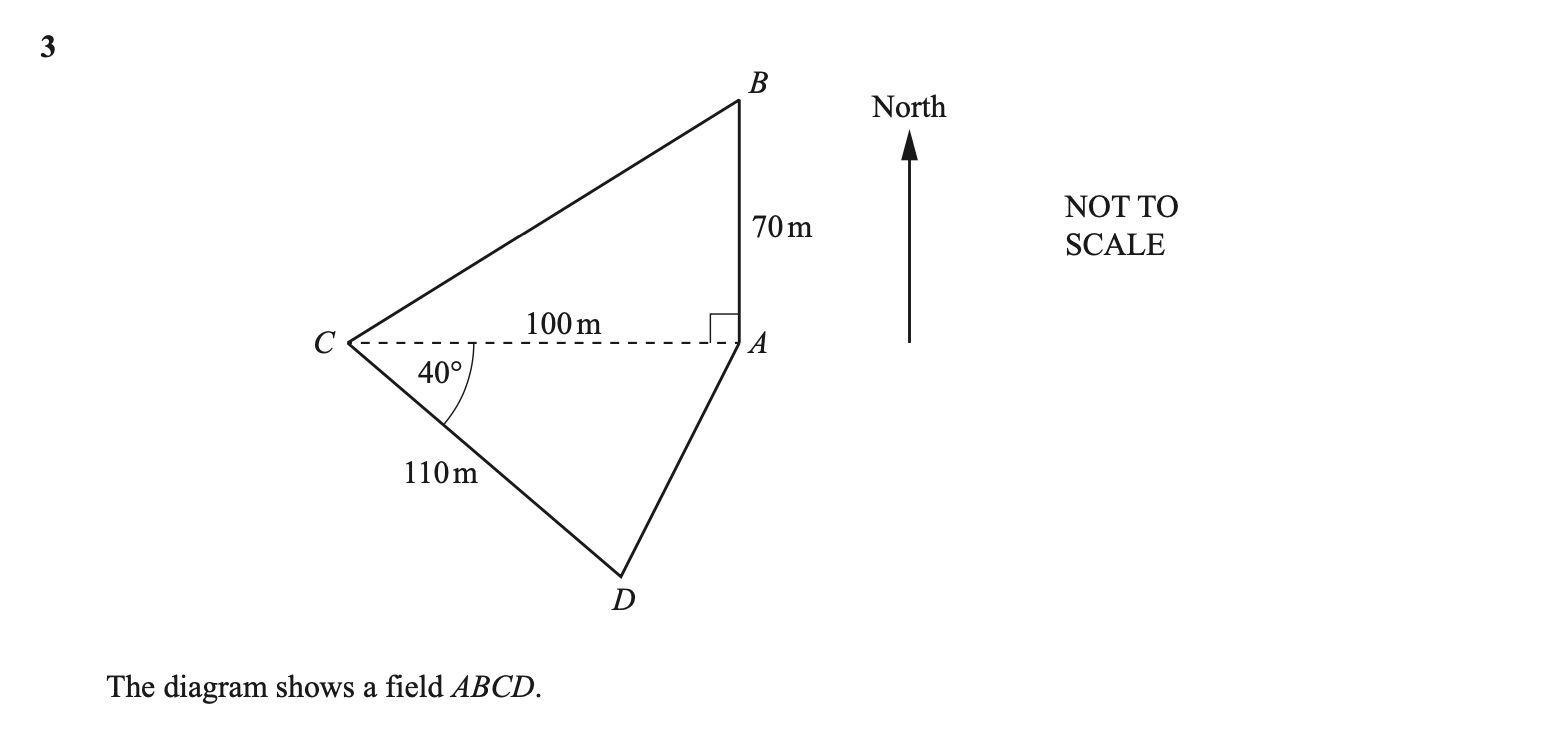 3
B
North
70 m
NOT TO
SCALE
100 m
C
A
40°
110 m
D
The diagram shows a field ABCD.